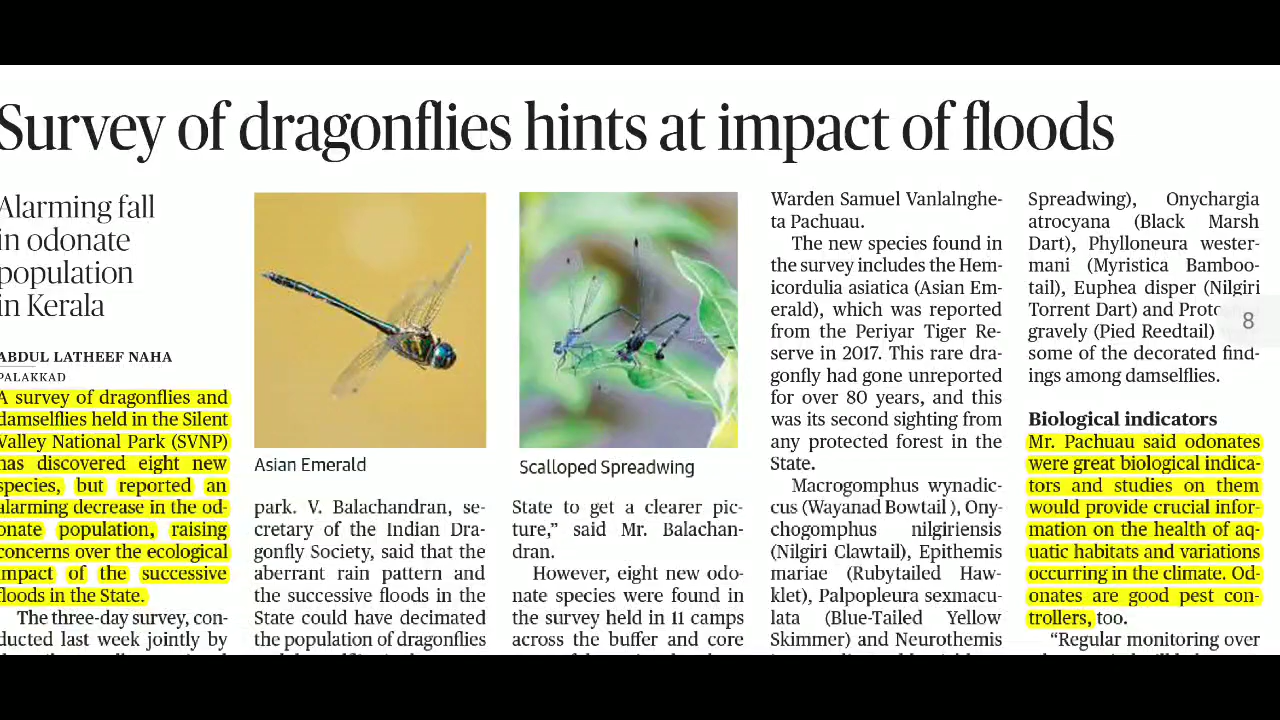 Survey of dragonflies hints at impact of floods
Alarming fall
in odonate
population
in Kerala
ABDUL LATHEEF NAHA
PALAKKAD
A survey of dragonflies and
damselflies held in the Silent
Valley National Park (SVNP)
has discovered eight new
species, but reported an
alarming decrease in the od-
onate population, raising
concerns over the ecological
impact of the successive
floods in the State.
The three-day survey, con-
ducted last week jointly by
Asian Emerald
park. V. Balachandran, se-
cretary of the Indian Dra-
gonfly Society, said that the
aberrant rain pattern and
the successive floods in the
State could have decimated
the population of dragonflies
Scalloped Spreadwing
State to get a clearer pic-
ture,” said Mr. Balachan-
dran.
However, eight new odo-
nate species were found in
the survey held in 11 camps
across the buffer and core
Warden Samuel Vanlalnghe-
ta Pachuau.
The new species found in
the survey includes the Hem-
icordulia asiatica (Asian Em-
erald), which was reported
from the Periyar Tiger Re-
serve in 2017. This rare dra-
gonfly had gone unreported
for over 80 years, and this
was its second sighting from
any protected forest in the
State.
Macrogomphus wynadic-
cus (Wayanad Bowtail ), Ony-
chogomphus nilgiriensis
(Nilgiri Clawtail), Epithemis
mariae (Rubytailed Haw-
klet), Palpopleura sexmacu-
lata (Blue-Tailed Yellow
Skimmer) and Neurothemis
Spreadwing), Onychargia
atrocyana (Black Marsh
Dart), Phylloneura wester-
mani (Myristica Bamboo-
tail), Euphea disper (Nilgiri
Torrent Dart) and
gravely (Pied Reedtail)
some of the decorated find-
ings among damselflies.
Biological indicators
Mr. Pachuau said odonates
were great biological indica-
tors and studies on them
would provide crucial infor-
mation on the health of aq-
uatic habitats and variations
occurring in the climate. Od-
onates are good pest con-
trollers, too.
“Regular monitoring over
8